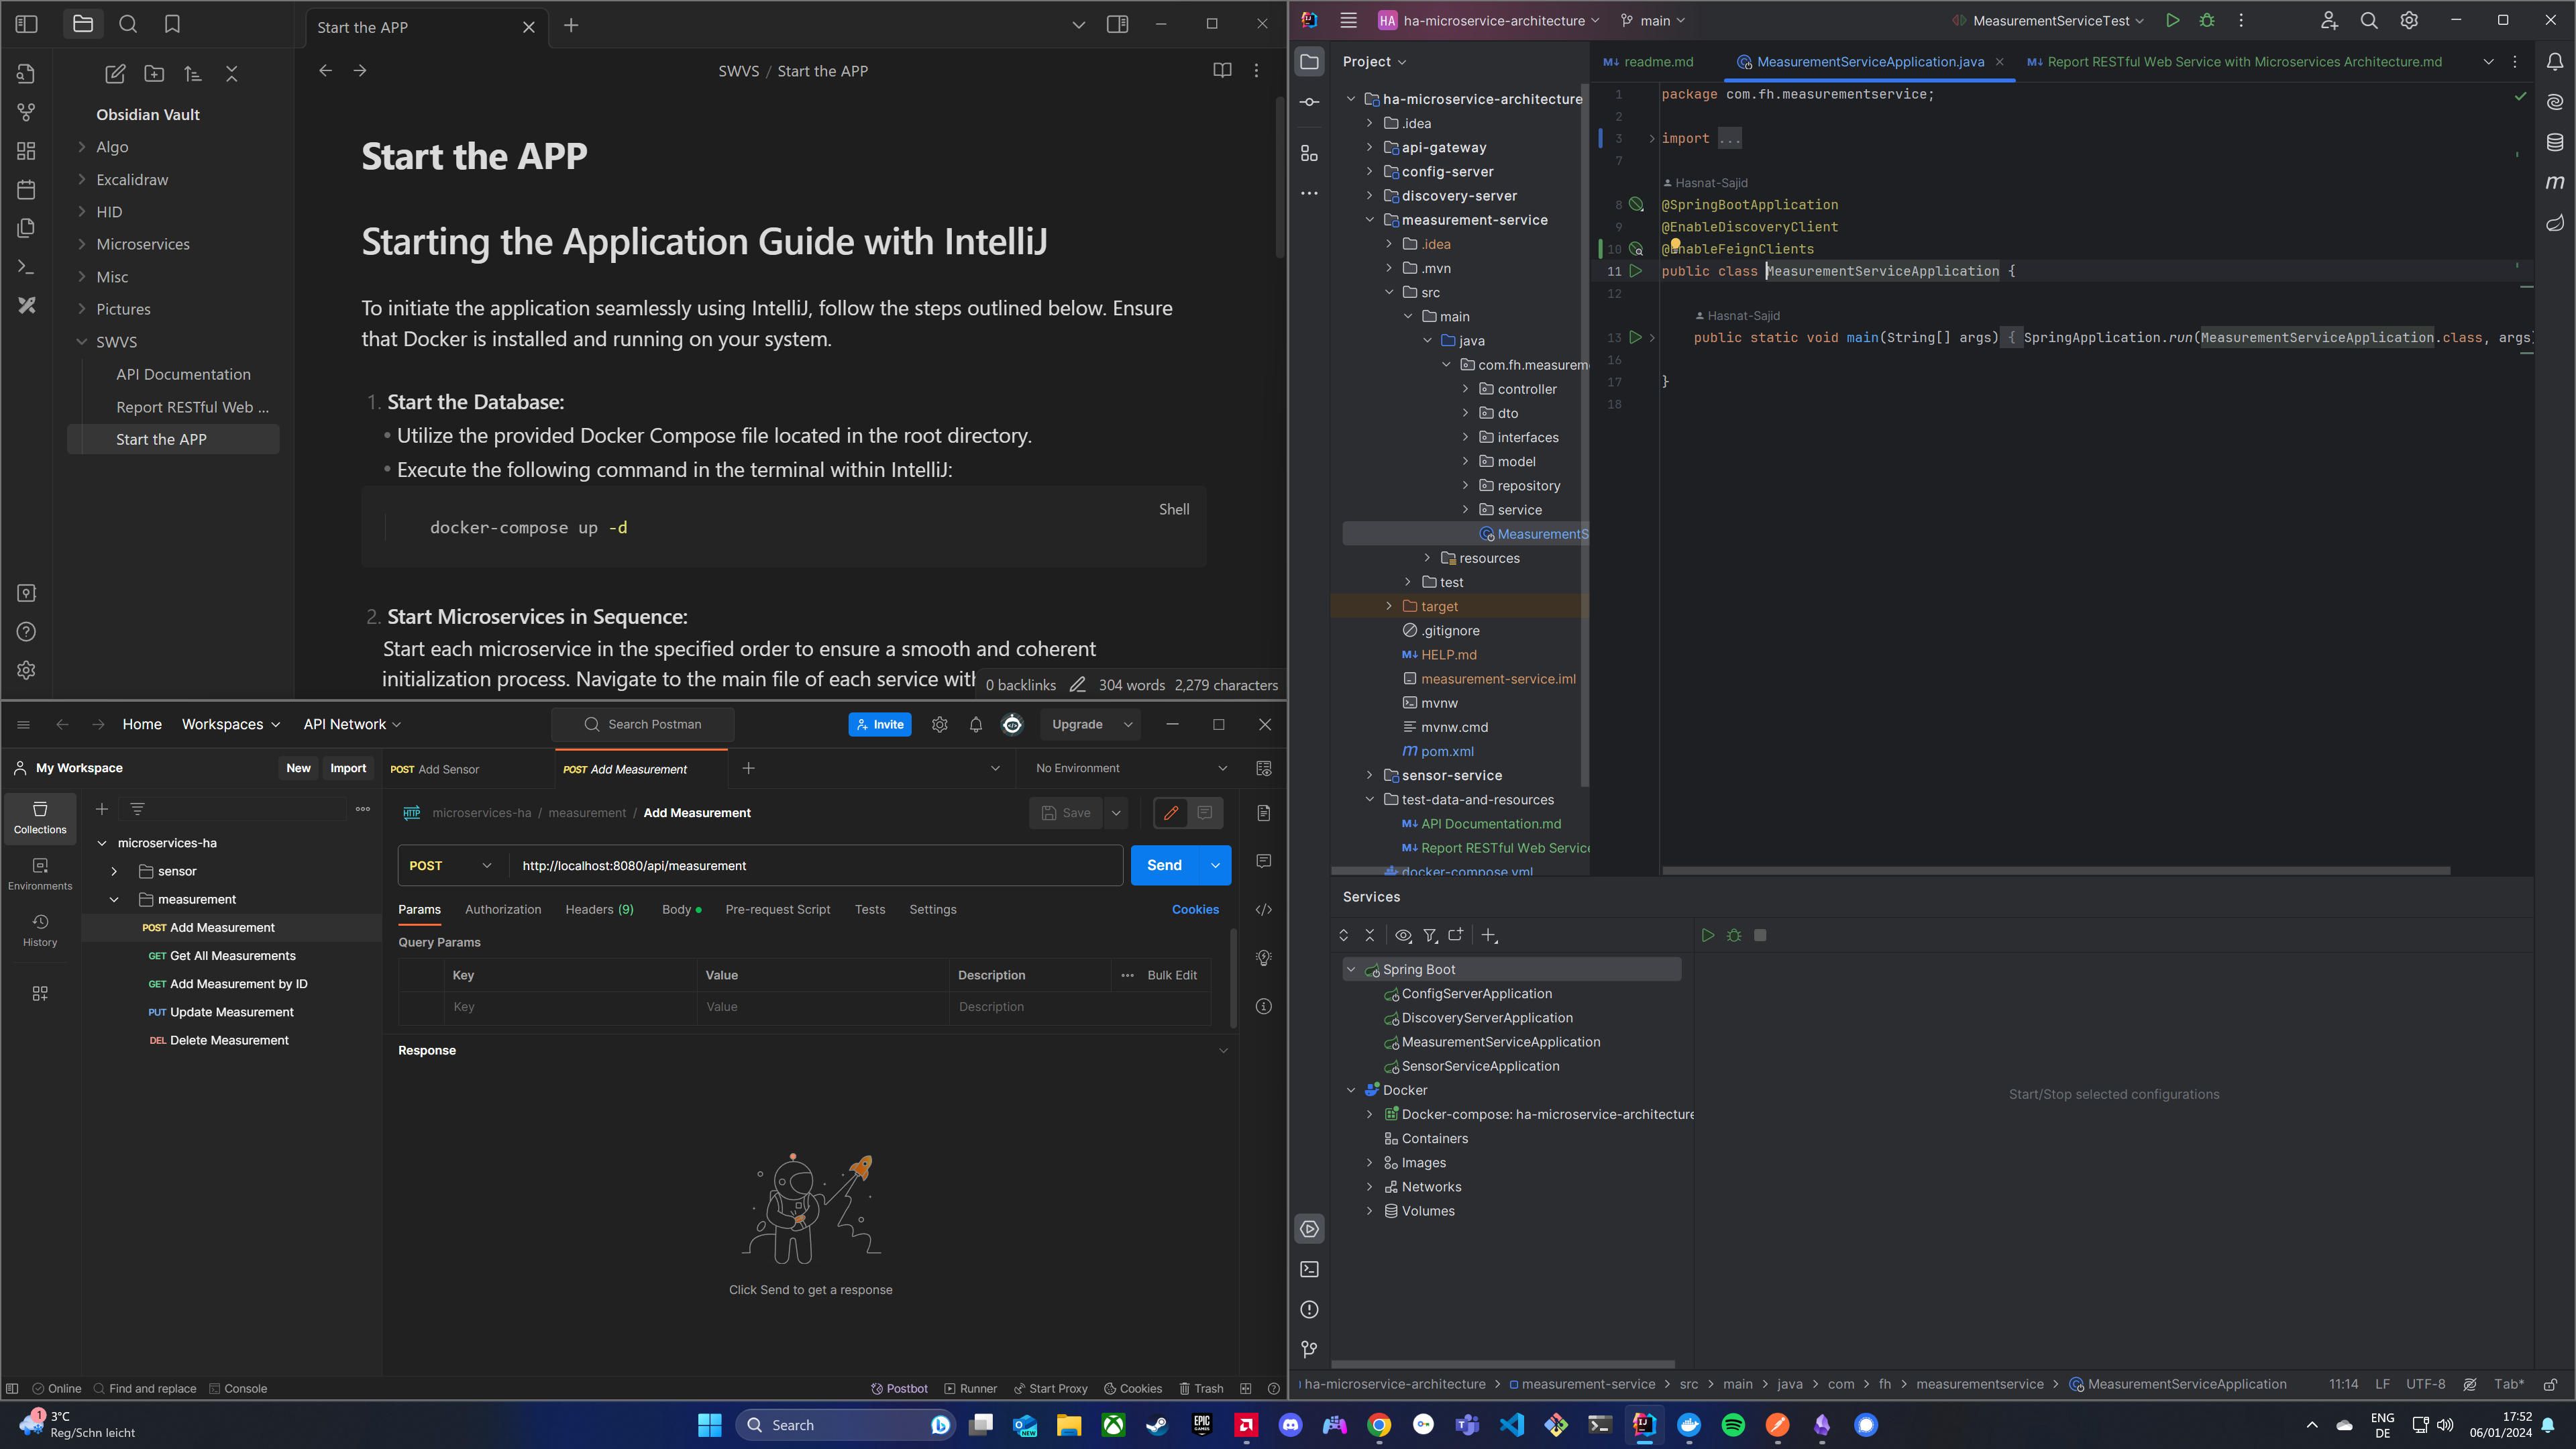 Start the APP
SWVS / Start the APP
Obsidian Vault
Algo
Excalidraw
HID
Microservices
Misc
Pictures
SWVS
API Documentation
Report RESTful Web ...
Start the APP
Start the APP
Starting the Application Guide with IntelliJ
To initiate the application seamlessly using IntelliJ, follow the steps outlined below. Ensure
that Docker is installed and running on your system.
1. Start the Database:
• Utilize the provided Docker Compose file located in the root directory.
• Execute the following command in the terminal within IntelliJ:
Shell
docker-compose up -d
2. Start Microservices in Sequence:
Start each microservice in the specified order to ensure a smooth and coherent
initialization process. Navigate to the main file of each service with
0 backlinks 304 words 2,279 characters
Home Workspaces API Network Search Postman Invite Upgrade
My Workspace New Import
POST Add Sensor
POST Add Measurement
No Environment
Collections
Environments
History
microservices-ha
sensor
measurement
POST Add Measurement
GET Get All Measurements
GET Add Measurement by ID
PUT Update Measurement
DEL Delete Measurement
HTTP microservices-ha / measurement / Add Measurement Save
POST http://localhost:8080/api/measurement Send
Params Authorization Headers (9) Body Pre-request Script Tests Settings Cookies
Query Params
Key Value Description ••• Bulk Edit
Key Value Description
Response
Click Send to get a response
Online Find and replace Console Postbot Runner Start Proxy Cookies Trash
HA ha-microservice-architecture main MeasurementServiceTest
Project
readme.md MeasurementServiceApplication.java Report RESTful Web Service with Microservices Architecture.md
ha-microservice-architecture
.idea
api-gateway
config-server
discovery-server
measurement-service
.idea
.mvn
src
main
java
com.fh.measurem
controller
dto
interfaces
model
repository
service
MeasurementS
resources
test
target
.gitignore
HELP.md
measurement-service.iml
mvnw
mvnw.cmd
pom.xml
sensor-service
test-data-and-resources
API Documentation.md
Report RESTful Web Service
docker-compose.yml
1 package com.fh.measurementservice;
2
3 import ...
7
Hasnat-Sajid
8 @SpringBootApplication
9 @EnableDiscoveryClient
10 @EnableFeignClients
11 public class MeasurementServiceApplication {
12
Hasnat-Sajid
13 public static void main(String[] args) { SpringApplication.run(MeasurementServiceApplication.class, args)
16
17 }
18
Services
Spring Boot
ConfigServerApplication
DiscoveryServerApplication
MeasurementServiceApplication
SensorServiceApplication
Docker
Docker-compose: ha-microservice-architecture
Containers
Images
Networks
Volumes
Start/Stop selected configurations
ha-microservice-architecture > measurement-service > src > main > java > com > fh > measurementservice > MeasurementServiceApplication 11:14 LF UTF-8 Tab*
1
3°C
Reg/Schn leicht
Search
NEW
EPIC GAMES
ENG
DE
17:52
06/01/2024